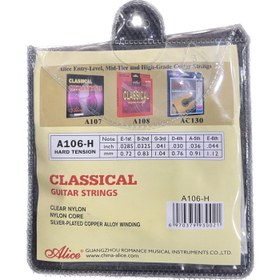 Alice Entry-Level, Mid-Tier and High-Grade Guitar Strings
CLASSICAL
A107 A108 AC130
A106-H
HARD TENSION
Note E-1st B-2nd G-3rd D-4th A-5th E-6th
inch .0285 .0325 .041 .030 .036 .044
mm 0.72 0.83 1.04 0.76 0.91 1.12
CLASSICAL
GUITAR STRINGS
A106-H
CLEAR NYLON
NYLON CORE
SILVER-PLATED COPPER ALLOY WINDING
Alice
GUANGZHOU ROMANCE MUSICAL INSTRUMENTS CO.,LTD.
www.china-alice.com